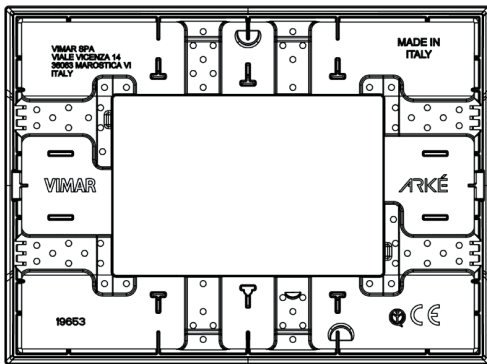 VIMAR SPA
VIALE VICENZA 14
36063 MAROSTICA VI
ITALY
MADE IN
ITALY
VIMAR
ARKÉ
19653
CE